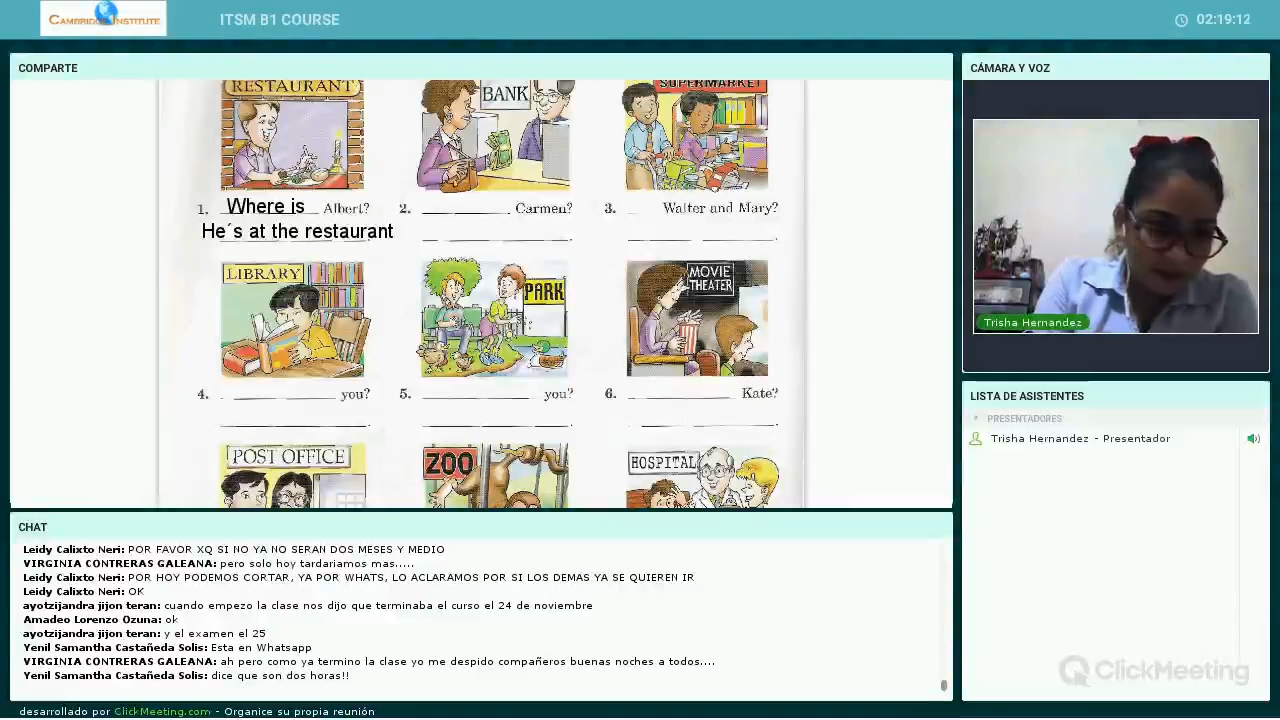 CAMBRIDGE INSTITUTE
ITSM B1 COURSE
02:19:12
COMPARTE
RESTAURANT
BANK
SUPERMARKET
1. Where is Albert?
He´s at the restaurant
2. ____________ Carmen?
3. __ Walter and Mary?
LIBRARY
PARK
MOVIE
THEATER
4. ________________ you?
5. ________________ you?
6. ________________ Kate?
POST OFFICE
ZOO
HOSPITAL
CÁMARA Y VOZ
Trisha Hernandez
LISTA DE ASISTENTES
PRESENTADORES
Trisha Hernandez - Presentador
CHAT
Leidy Calixto Neri: POR FAVOR XQ SI NO YA NO SERAN DOS MESES Y MEDIO
VIRGINIA CONTRERAS GALEANA: pero solo hoy tardariamos mas.....
Leidy Calixto Neri: POR HOY PODEMOS CORTAR, YA POR WHATS, LO ACLARAMOS POR SI LOS DEMAS YA SE QUIEREN IR
Leidy Calixto Neri: OK
ayotzijandra jijon teran: cuando empezo la clase nos dijo que terminaba el curso el 24 de noviembre
Amadeo Lorenzo Ozuna: ok
ayotzijandra jijon teran: y el examen el 25
Yenil Samantha Castañeda Solis: Esta en Whatsapp
VIRGINIA CONTRERAS GALEANA: ah pero como ya termino la clase yo me despido compañeros buenas noches a todos....
Yenil Samantha Castañeda Solis: dice que son dos horas!!
ClickMeeting
desarrollado por ClickMeeting.com - Organice su propia reunión